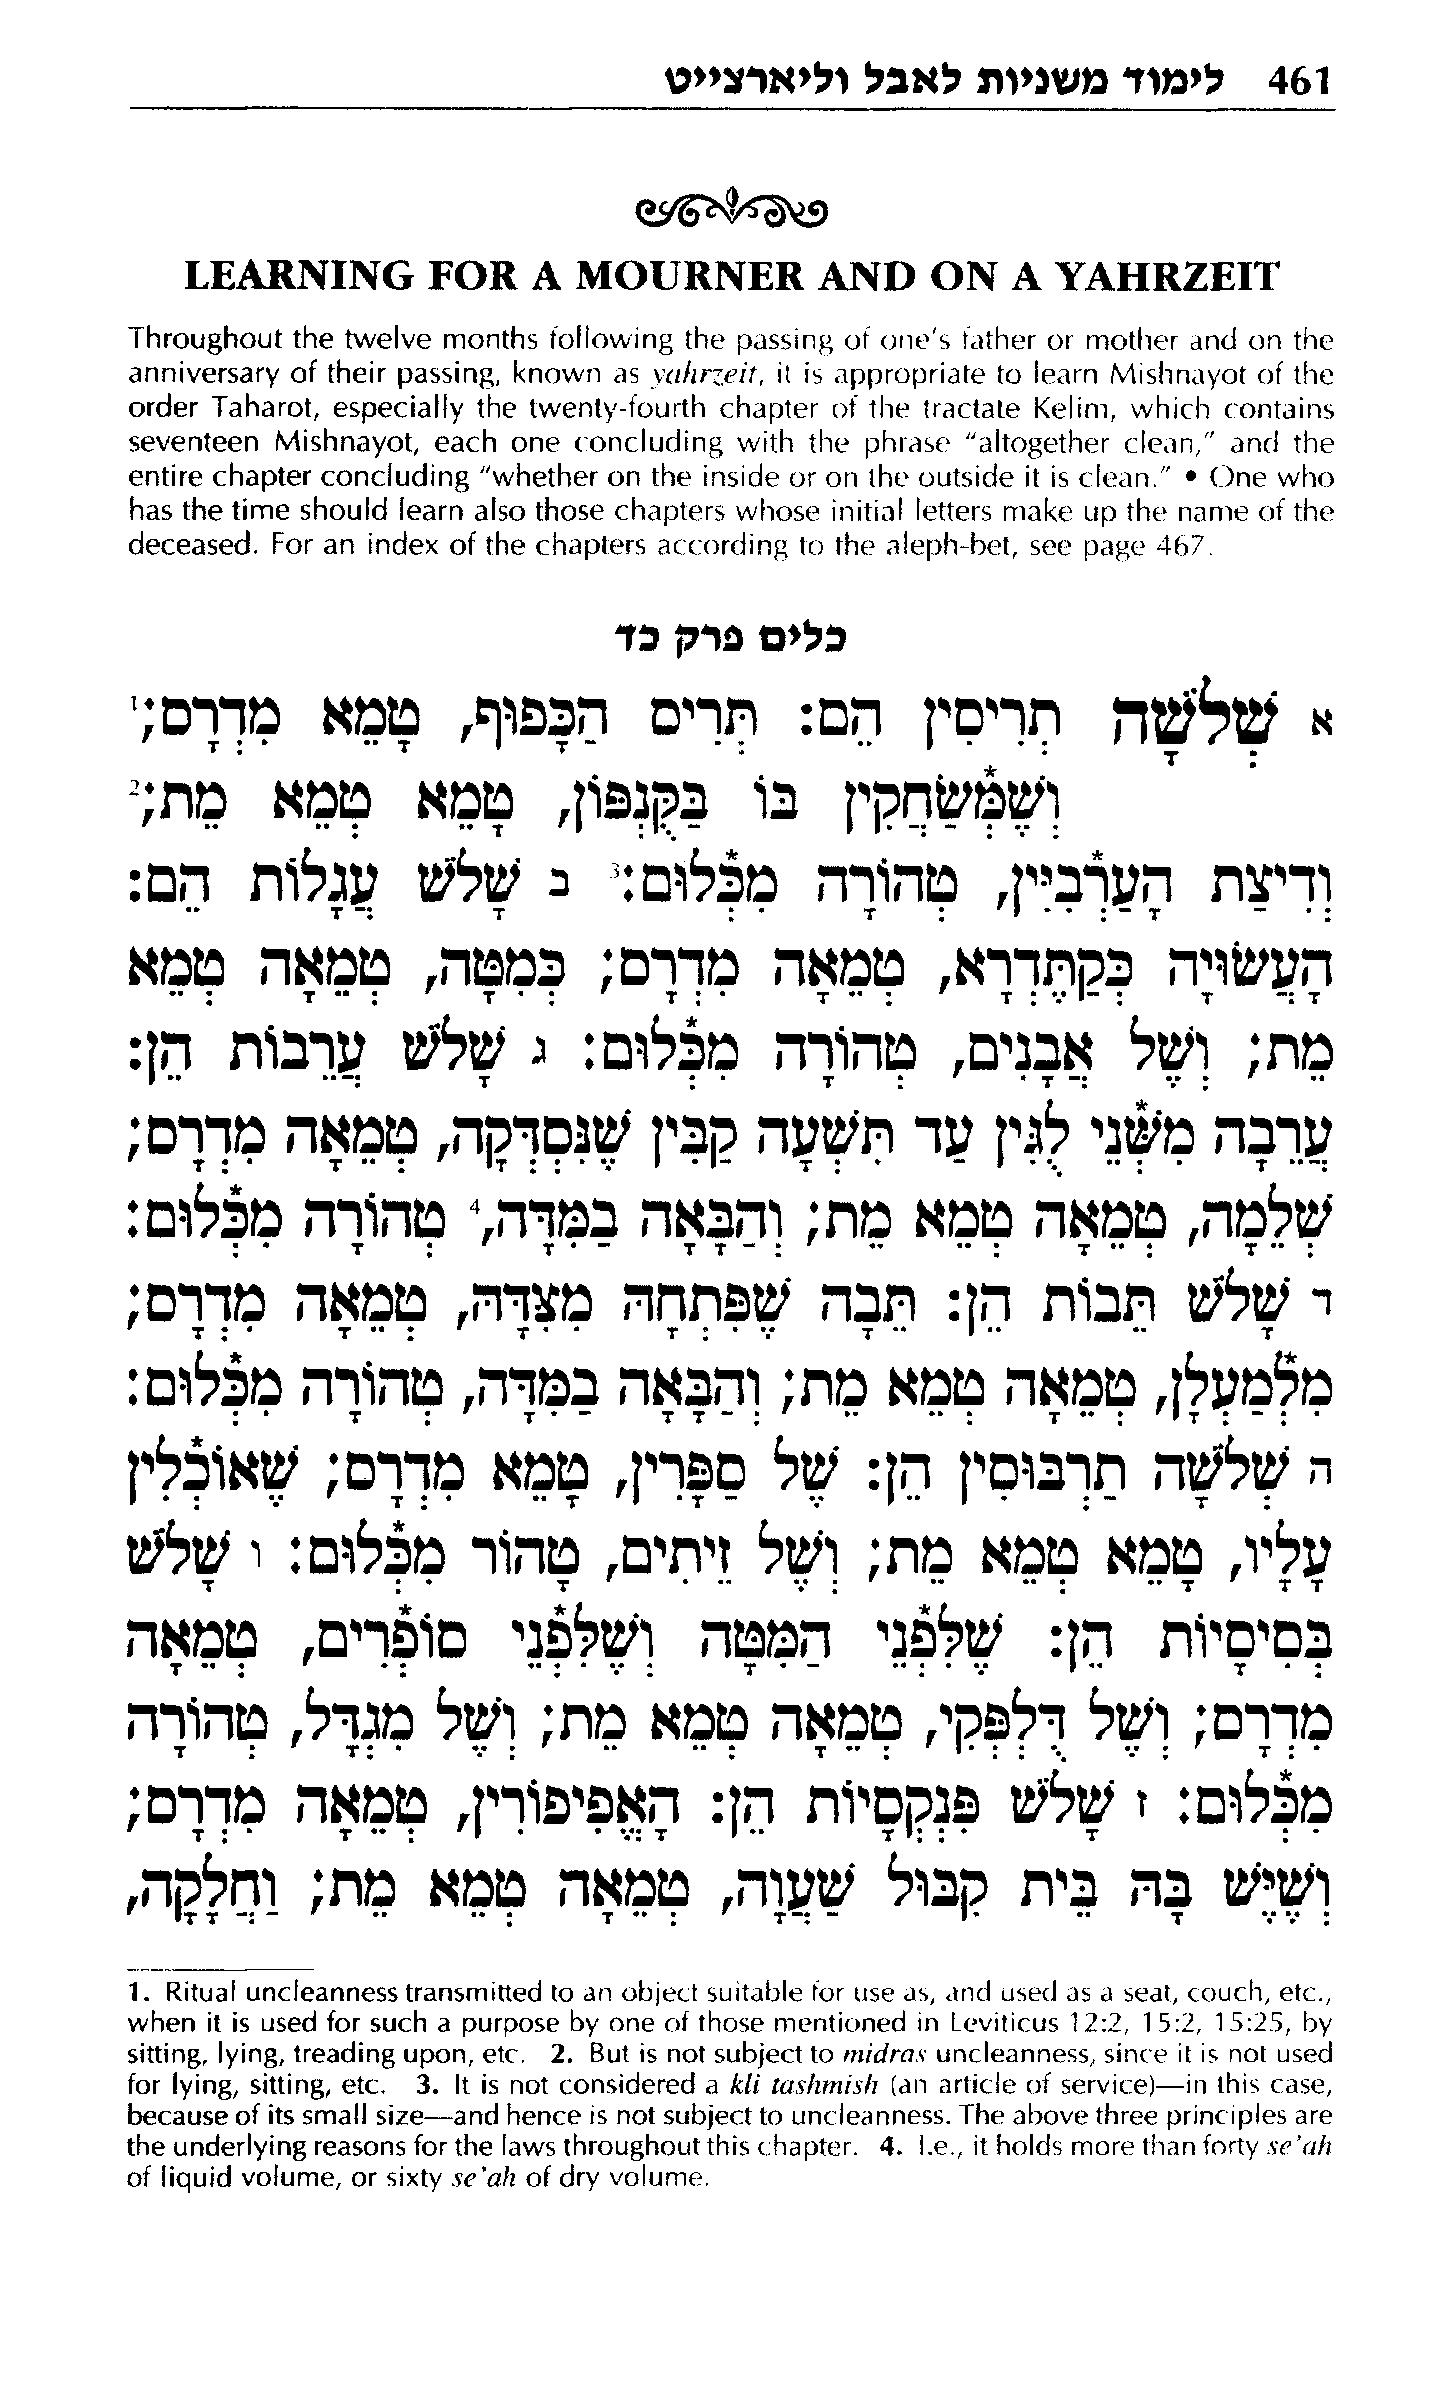 461 לימוד משניות לאבל וליארצייט
LEARNING FOR A MOURNER AND ON A YAHRZEIT
Throughout the twelve months following the passing of one's father or mother and on the
anniversary of their passing, known as yahrzeit, it is appropriate to learn Mishnayot of the
order Taharot, especially the twenty-fourth chapter of the tractate Kelim, which contains
seventeen Mishnayot, each one concluding with the phrase "altogether clean," and the
entire chapter concluding "whether on the inside or on the outside it is clean." • One who
has the time should learn also those chapters whose initial letters make up the name of the
deceased. For an index of the chapters according to the aleph-bet, see page 467.
כלים פרק כד
א שְׁלֹשָׁה תְּרִיסִין הֵם: תְּרִיס הַכָּפוּף, טָמֵא מִדְרָס;¹
וְשֶׁמְּ*שַׂחֲקִין בּוֹ בַּקֻּנְפּוֹן, טָמֵא טְמֵא מֵת;²
וְדִיצַת הָעַרְ*בִיִּין, טְהוֹרָה מִכְּ*לוּם:³ ב שָׁלֹשׁ עֲגָלוֹת הֵם:
הָעֲשׂוּיָה כְּקַתֶּדְרָא, טְמֵאָה מִדְרָס; כְּמִטָּה, טְמֵאָה טְמֵא
מֵת; וְשֶׁל אֲבָנִים, טְהוֹרָה מִכְּ*לוּם: ג שָׁלֹשׁ עֲרֵבוֹת הֵן:
עֲרֵבָה מִשְּׁ*נֵי לֻגִּין עַד תִּשְׁעָה קַבִּין שֶׁנִּסְדְּקָה, טְמֵאָה מִדְרָס;
שְׁלֵמָה, טְמֵאָה טְמֵא מֵת; וְהַבָּאָה בַּמִּדָּה,⁴ טְהוֹרָה מִכְּ*לוּם:
ד שָׁלֹשׁ תֵּבוֹת הֵן: תֵּבָה שֶׁפִּתְחָהּ מִצִּדָּהּ, טְמֵאָה מִדְרָס;
מִלְּ*מַעְלָן, טְמֵאָה טְמֵא מֵת; וְהַבָּאָה בַּמִּדָּה, טְהוֹרָה מִכְּ*לוּם:
ה שְׁלֹשָׁה תַרְבּוּסִין הֵן: שֶׁל סַפָּרִין, טָמֵא מִדְרָס; שֶׁאוֹכְ*לִין
עָלָיו, טָמֵא טְמֵא מֵת; וְשֶׁל זֵיתִים, טָהוֹר מִכְּ*לוּם: ו שָׁלֹשׁ
בְּסִיסָיוֹת הֵן: שֶׁלִּפְ*נֵי הַמִּטָּה וְשֶׁלִּפְ*נֵי סוֹפְ*רִים, טְמֵאָה
מִדְרָס; וְשֶׁל דֻּלְפְּקִי, טְמֵאָה טְמֵא מֵת; וְשֶׁל מִגְדָּל, טְהוֹרָה
מִכְּ*לוּם: ז שָׁלֹשׁ פִּנְקְסָיוֹת הֵן: הָאֱפִיפוֹרִין, טְמֵאָה מִדְרָס;
וְשֶׁיֶּשׁ בָּהּ בֵּית קִבּוּל שַׁעֲוָה, טְמֵאָה טְמֵא מֵת; וַחֲלָקָה,
1. Ritual uncleanness transmitted to an object suitable for use as, and used as a seat, couch, etc.,
when it is used for such a purpose by one of those mentioned in Leviticus 12:2, 15:2, 15:25, by
sitting, lying, treading upon, etc. 2. But is not subject to midras uncleanness, since it is not used
for lying, sitting, etc. 3. It is not considered a kli tashmish (an article of service)—in this case,
because of its small size—and hence is not subject to uncleanness. The above three principles are
the underlying reasons for the laws throughout this chapter. 4. I.e., it holds more than forty se'ah
of liquid volume, or sixty se'ah of dry volume.